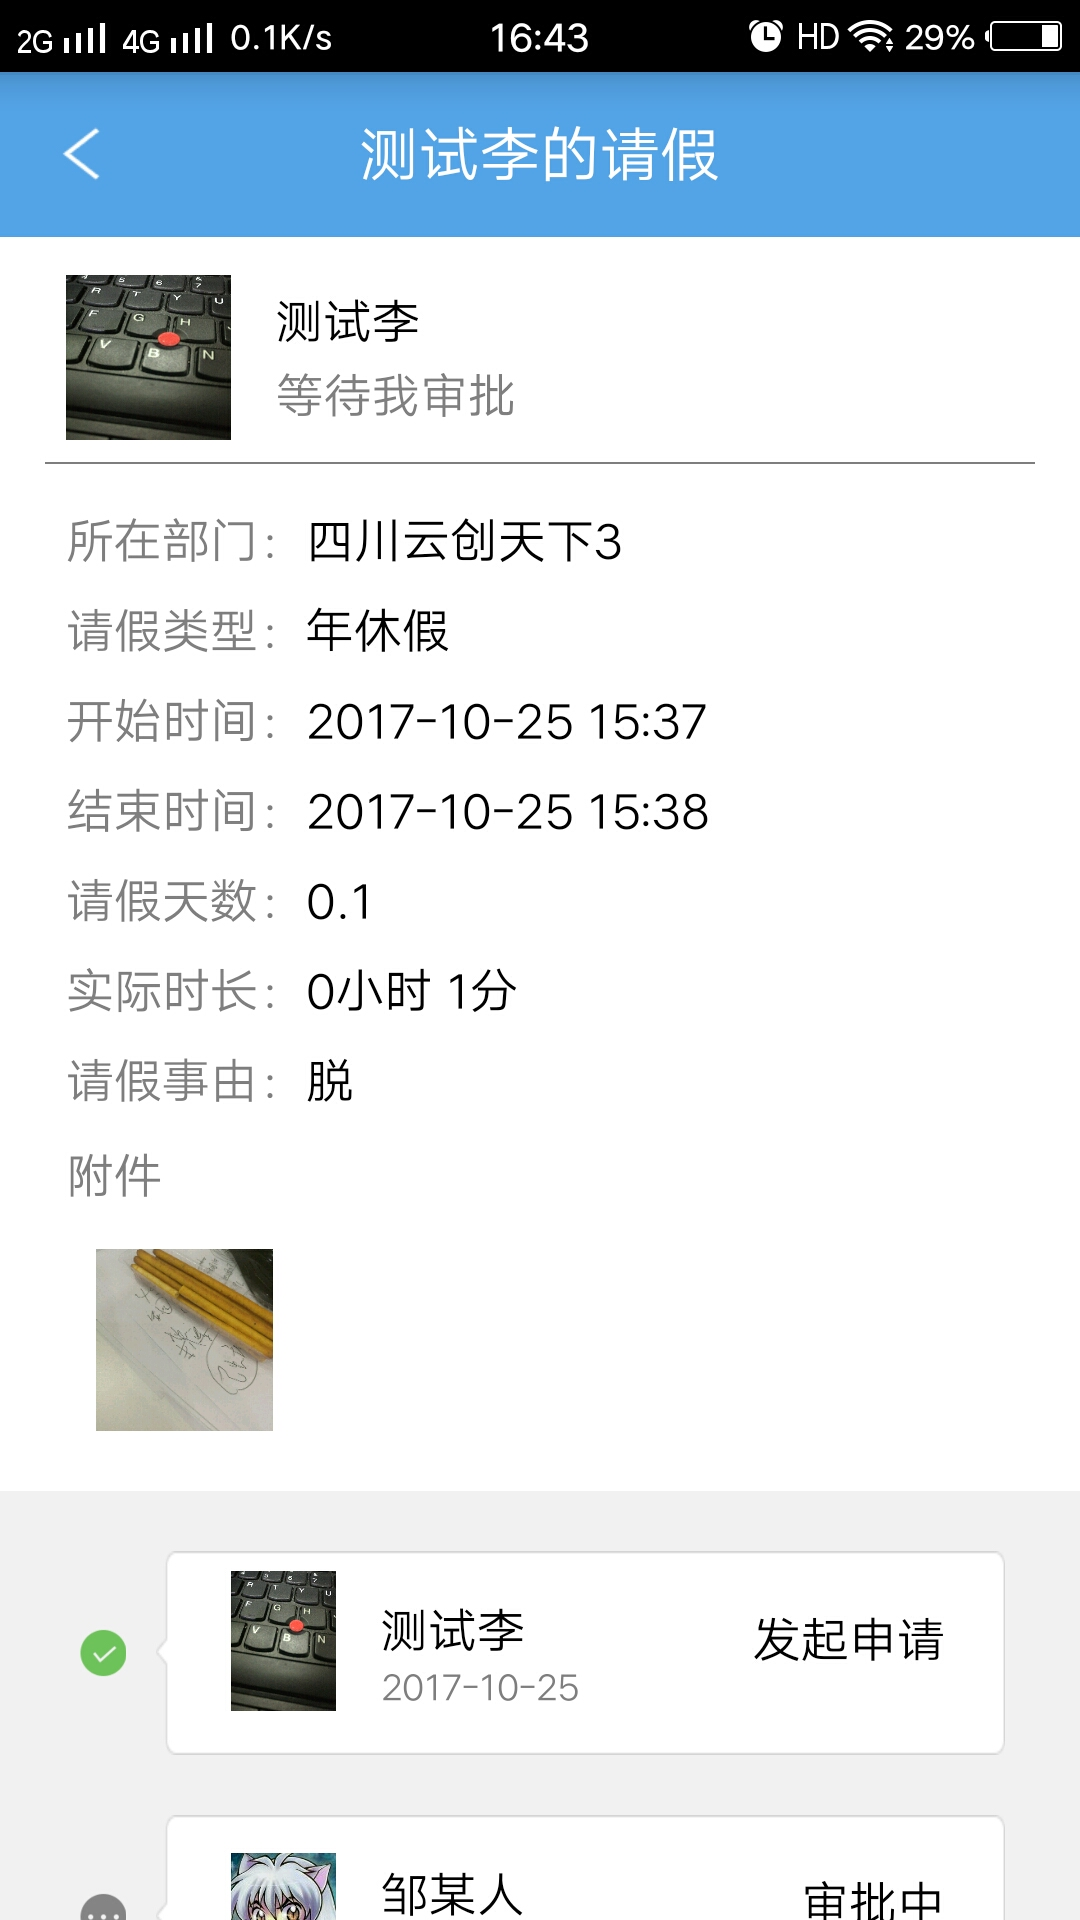 2G 4G 0.1K/s 16:43 HD 29%
测试李的请假
测试李
等待我审批
所在部门： 四川云创天下3
请假类型： 年休假
开始时间： 2017-10-25 15:37
结束时间： 2017-10-25 15:38
请假天数： 0.1
实际时长： 0小时 1分
请假事由： 脱
附件
测试李 发起申请
2017-10-25
邹某人 审批中